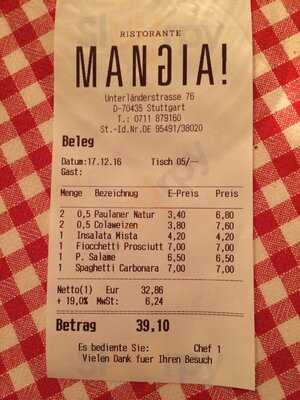 RISTORANTE
MANGIA!
Unterländerstrasse 76
D-70435 Stuttgart
T.: 0711 879160
St.-Id.Nr.DE 95491/38020
Beleg
Datum:17.12.16 Tisch 05/--
Gast:
Menge Bezeichnug E-Preis Preis
2 0,5 Paulaner Natur 3,40 6,80
2 0,5 Colaweizen 3,80 7,60
1 Insalata Mista 4,20 4,20
1 Fiocchetti Prosciutt 7,00 7,00
1 P. Salame 6,50 6,50
1 Spaghetti Carbonara 7,00 7,00
Netto(1) Eur 32,86
+ 19,0% MwSt: 6,24
Betrag 39,10
Es bediente Sie: Chef 1
Vielen Dank fuer Ihren Besuch